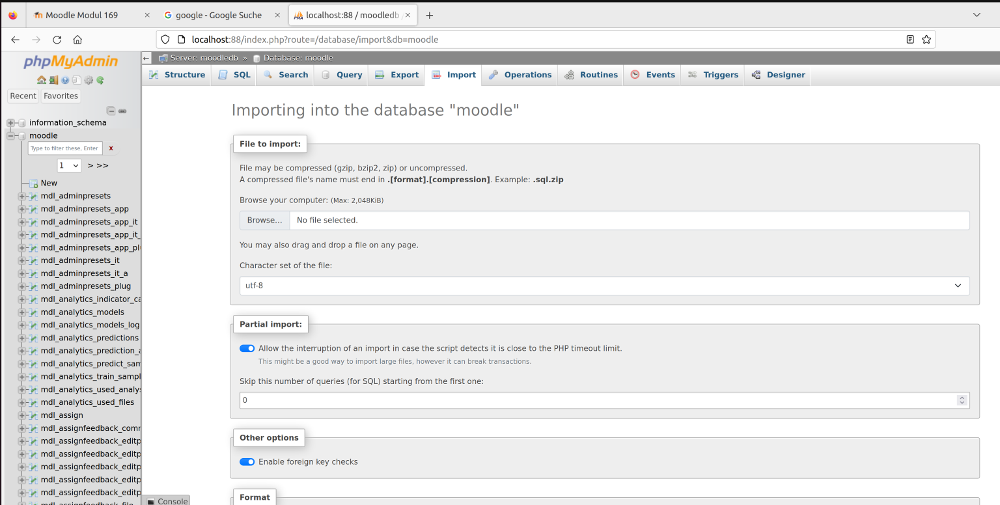 Moodle Modul 169
google - Google Suche
localhost:88 / moodledb
localhost:88/index.php?route=/database/import&db=moodle
phpMyAdmin
Recent
Favorites
information_schema
moodle
Type to filter these, Enter
x
1
> >>
New
mdl_adminpresets
mdl_adminpresets_app
mdl_adminpresets_app_it
mdl_adminpresets_app_it_
mdl_adminpresets_app_plu
mdl_adminpresets_it
mdl_adminpresets_it_a
mdl_adminpresets_plug
mdl_analytics_indicator_ca
mdl_analytics_models
mdl_analytics_models_log
mdl_analytics_predictions
mdl_analytics_prediction_a
mdl_analytics_predict_sam
mdl_analytics_train_sampl
mdl_analytics_used_analys
mdl_analytics_used_files
mdl_assign
mdl_assignfeedback_comr
mdl_assignfeedback_editp
mdl_assignfeedback_editp
mdl_assignfeedback_editp
mdl_assignfeedback_editp
mdl_assignfeedback_editp
mdl_assignfeedback_file
Server: moodledb » Database: moodle
Structure
SQL
Search
Query
Export
Import
Operations
Routines
Events
Triggers
Designer
Importing into the database "moodle"
File to import:
File may be compressed (gzip, bzip2, zip) or uncompressed.
A compressed file's name must end in .[format].[compression]. Example: .sql.zip
Browse your computer: (Max: 2,048KiB)
Browse... No file selected.
You may also drag and drop a file on any page.
Character set of the file:
utf-8
Partial import:
Allow the interruption of an import in case the script detects it is close to the PHP timeout limit.
This might be a good way to import large files, however it can break transactions.
Skip this number of queries (for SQL) starting from the first one:
0
Other options
Enable foreign key checks
Format
Console